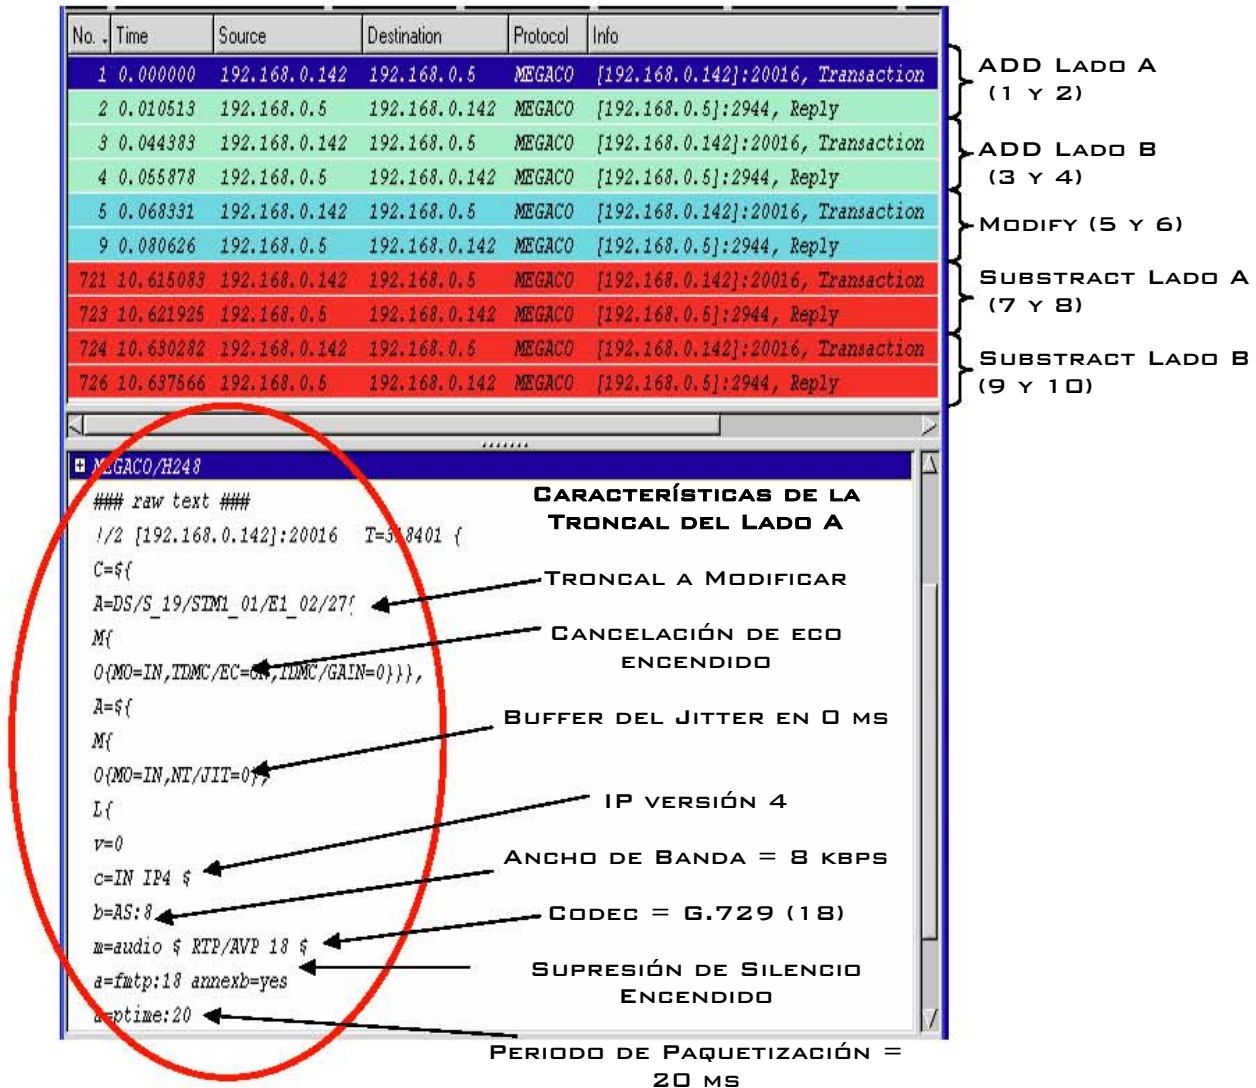 No. Time Source Destination Protocol Info
1 0.000000 192.168.0.142 192.168.0.5 MEGACO [192.168.0.142]:20016, Transaction
2 0.010513 192.168.0.5 192.168.0.142 MEGACO [192.168.0.5]:2944, Reply
3 0.044383 192.168.0.142 192.168.0.5 MEGACO [192.168.0.142]:20016, Transaction
4 0.055878 192.168.0.5 192.168.0.142 MEGACO [192.168.0.5]:2944, Reply
5 0.068331 192.168.0.142 192.168.0.5 MEGACO [192.168.0.142]:20016, Transaction
9 0.080626 192.168.0.5 192.168.0.142 MEGACO [192.168.0.5]:2944, Reply
721 10.615083 192.168.0.142 192.168.0.5 MEGACO [192.168.0.142]:20016, Transaction
723 10.621925 192.168.0.5 192.168.0.142 MEGACO [192.168.0.5]:2944, Reply
724 10.630282 192.168.0.142 192.168.0.5 MEGACO [192.168.0.142]:20016, Transaction
726 10.637566 192.168.0.5 192.168.0.142 MEGACO [192.168.0.5]:2944, Reply
ADD Lado A
(1 y 2)
ADD Lado B
(3 y 4)
Modify (5 y 6)
Substract Lado A
(7 y 8)
Substract Lado B
(9 y 10)
MEGACO/H248
### raw text ###
!/2 [192.168.0.142]:20016 T=318401 {
C=${
A=DS/S_19/STM1_01/E1_02/27{
M{
O{MO=IN,TDMC/EC=ON,TDMC/GAIN=0}}},
A=${
M{
O{MO=IN,NT/JIT=0},
L{
v=0
c=IN IP4 $
b=AS:8
m=audio $ RTP/AVP 18 $
a=fmtp:18 annexb=yes
a=ptime:20
Características de la
Troncal del Lado A
Troncal a Modificar
Cancelación de eco
encendido
Buffer del Jitter en 0 ms
IP versión 4
Ancho de Banda = 8 kbps
Codec = G.729 (18)
Supresión de Silencio
Encendido
Periodo de Paquetización =
20 ms